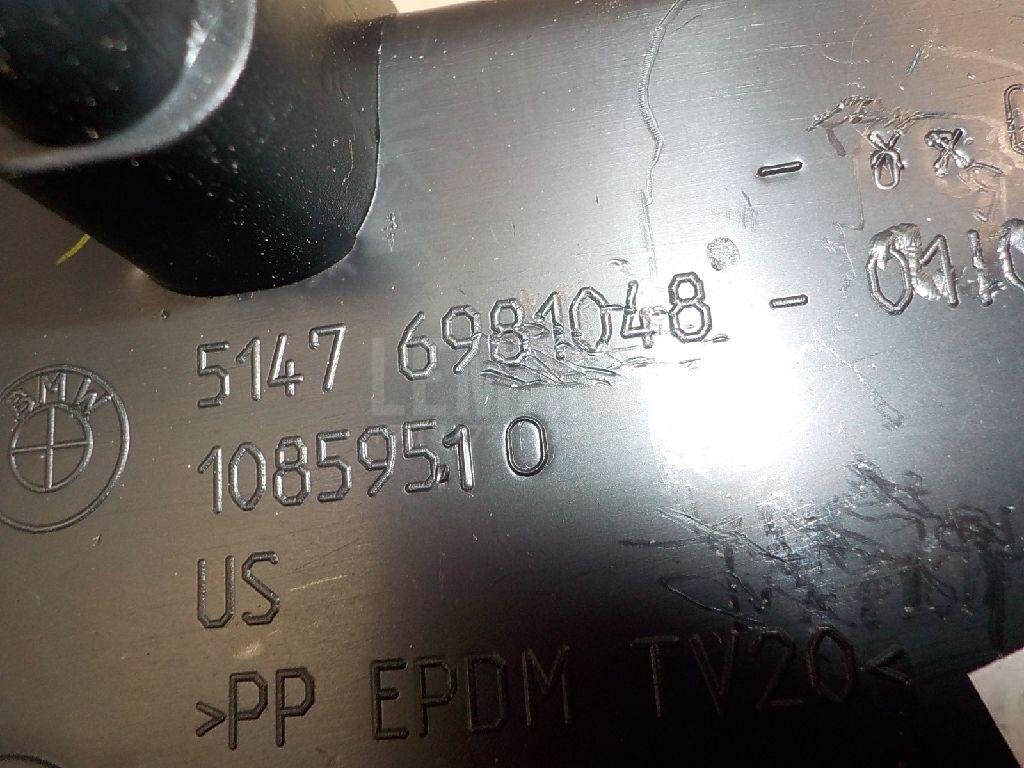 5147 6981048 -
BMW
1085951 0
US
>PP EPDM TV20<